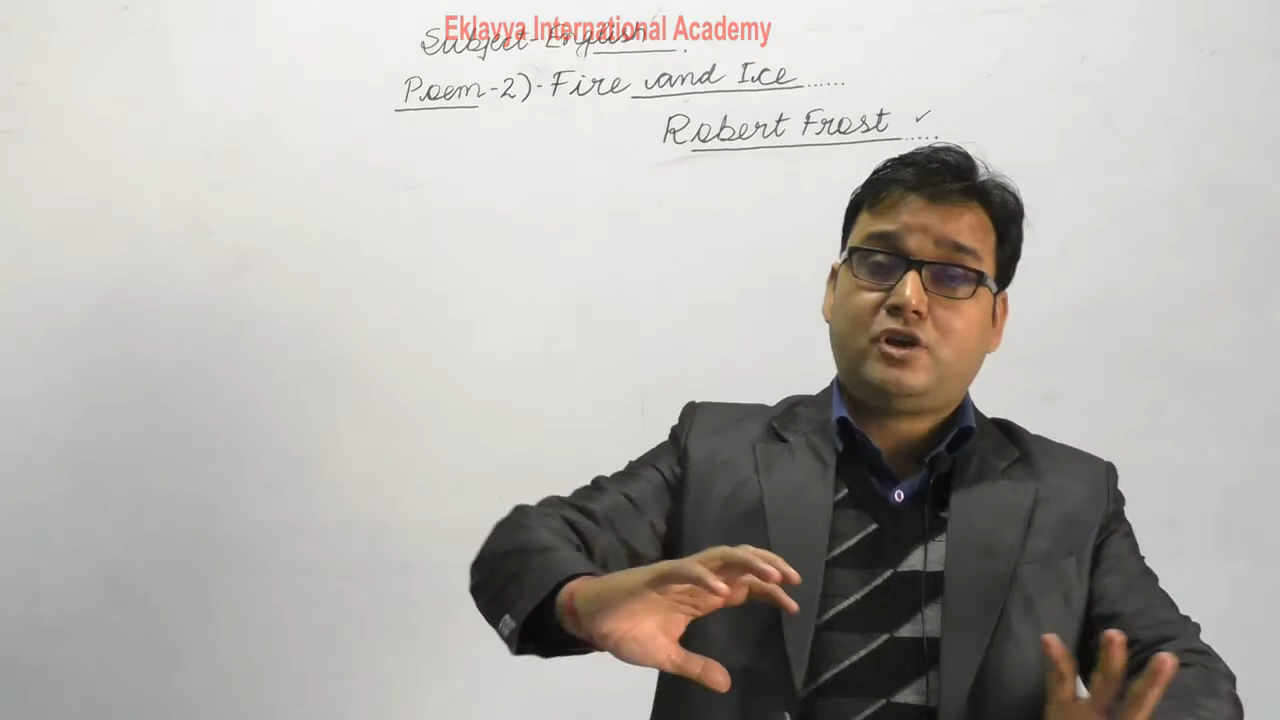 Eklavya International Academy
Subject-English.
Poem-2)-Fire and Ice......
Robert Frost ✓.....